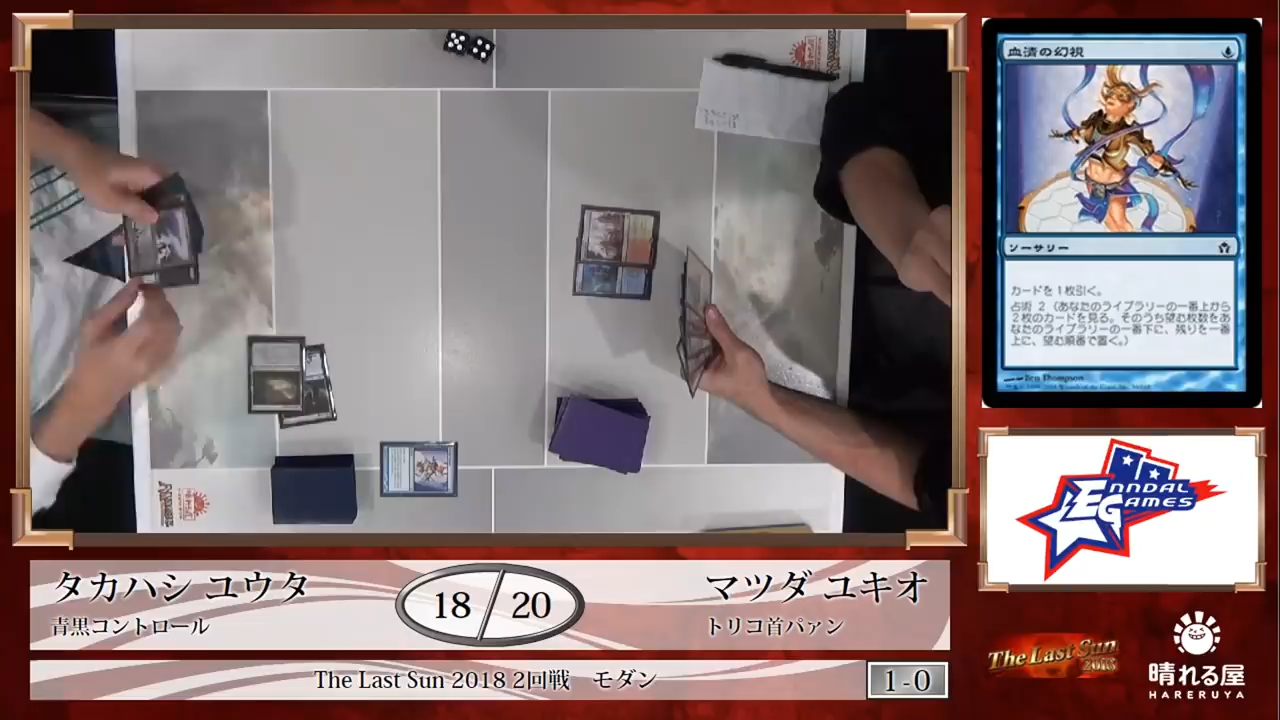 血清の幻視
ソーサリー
カードを1枚引く。
占術 2（あなたのライブラリーの一番上から
2枚のカードを見る。そのうち望む枚数をあ
なたのライブラリーの一番下に、残りを一番
上に、望む順番で置く。）
Ben Thompson
ENNDAL
GAMES
タカハシ ユウタ
青黒コントロール
18 / 20
マツダ ユキオ
トリコ首パァン
The Last Sun 2018 2回戦　モダン
1-0
The Last Sun
2018
晴れる屋
HARERUYA